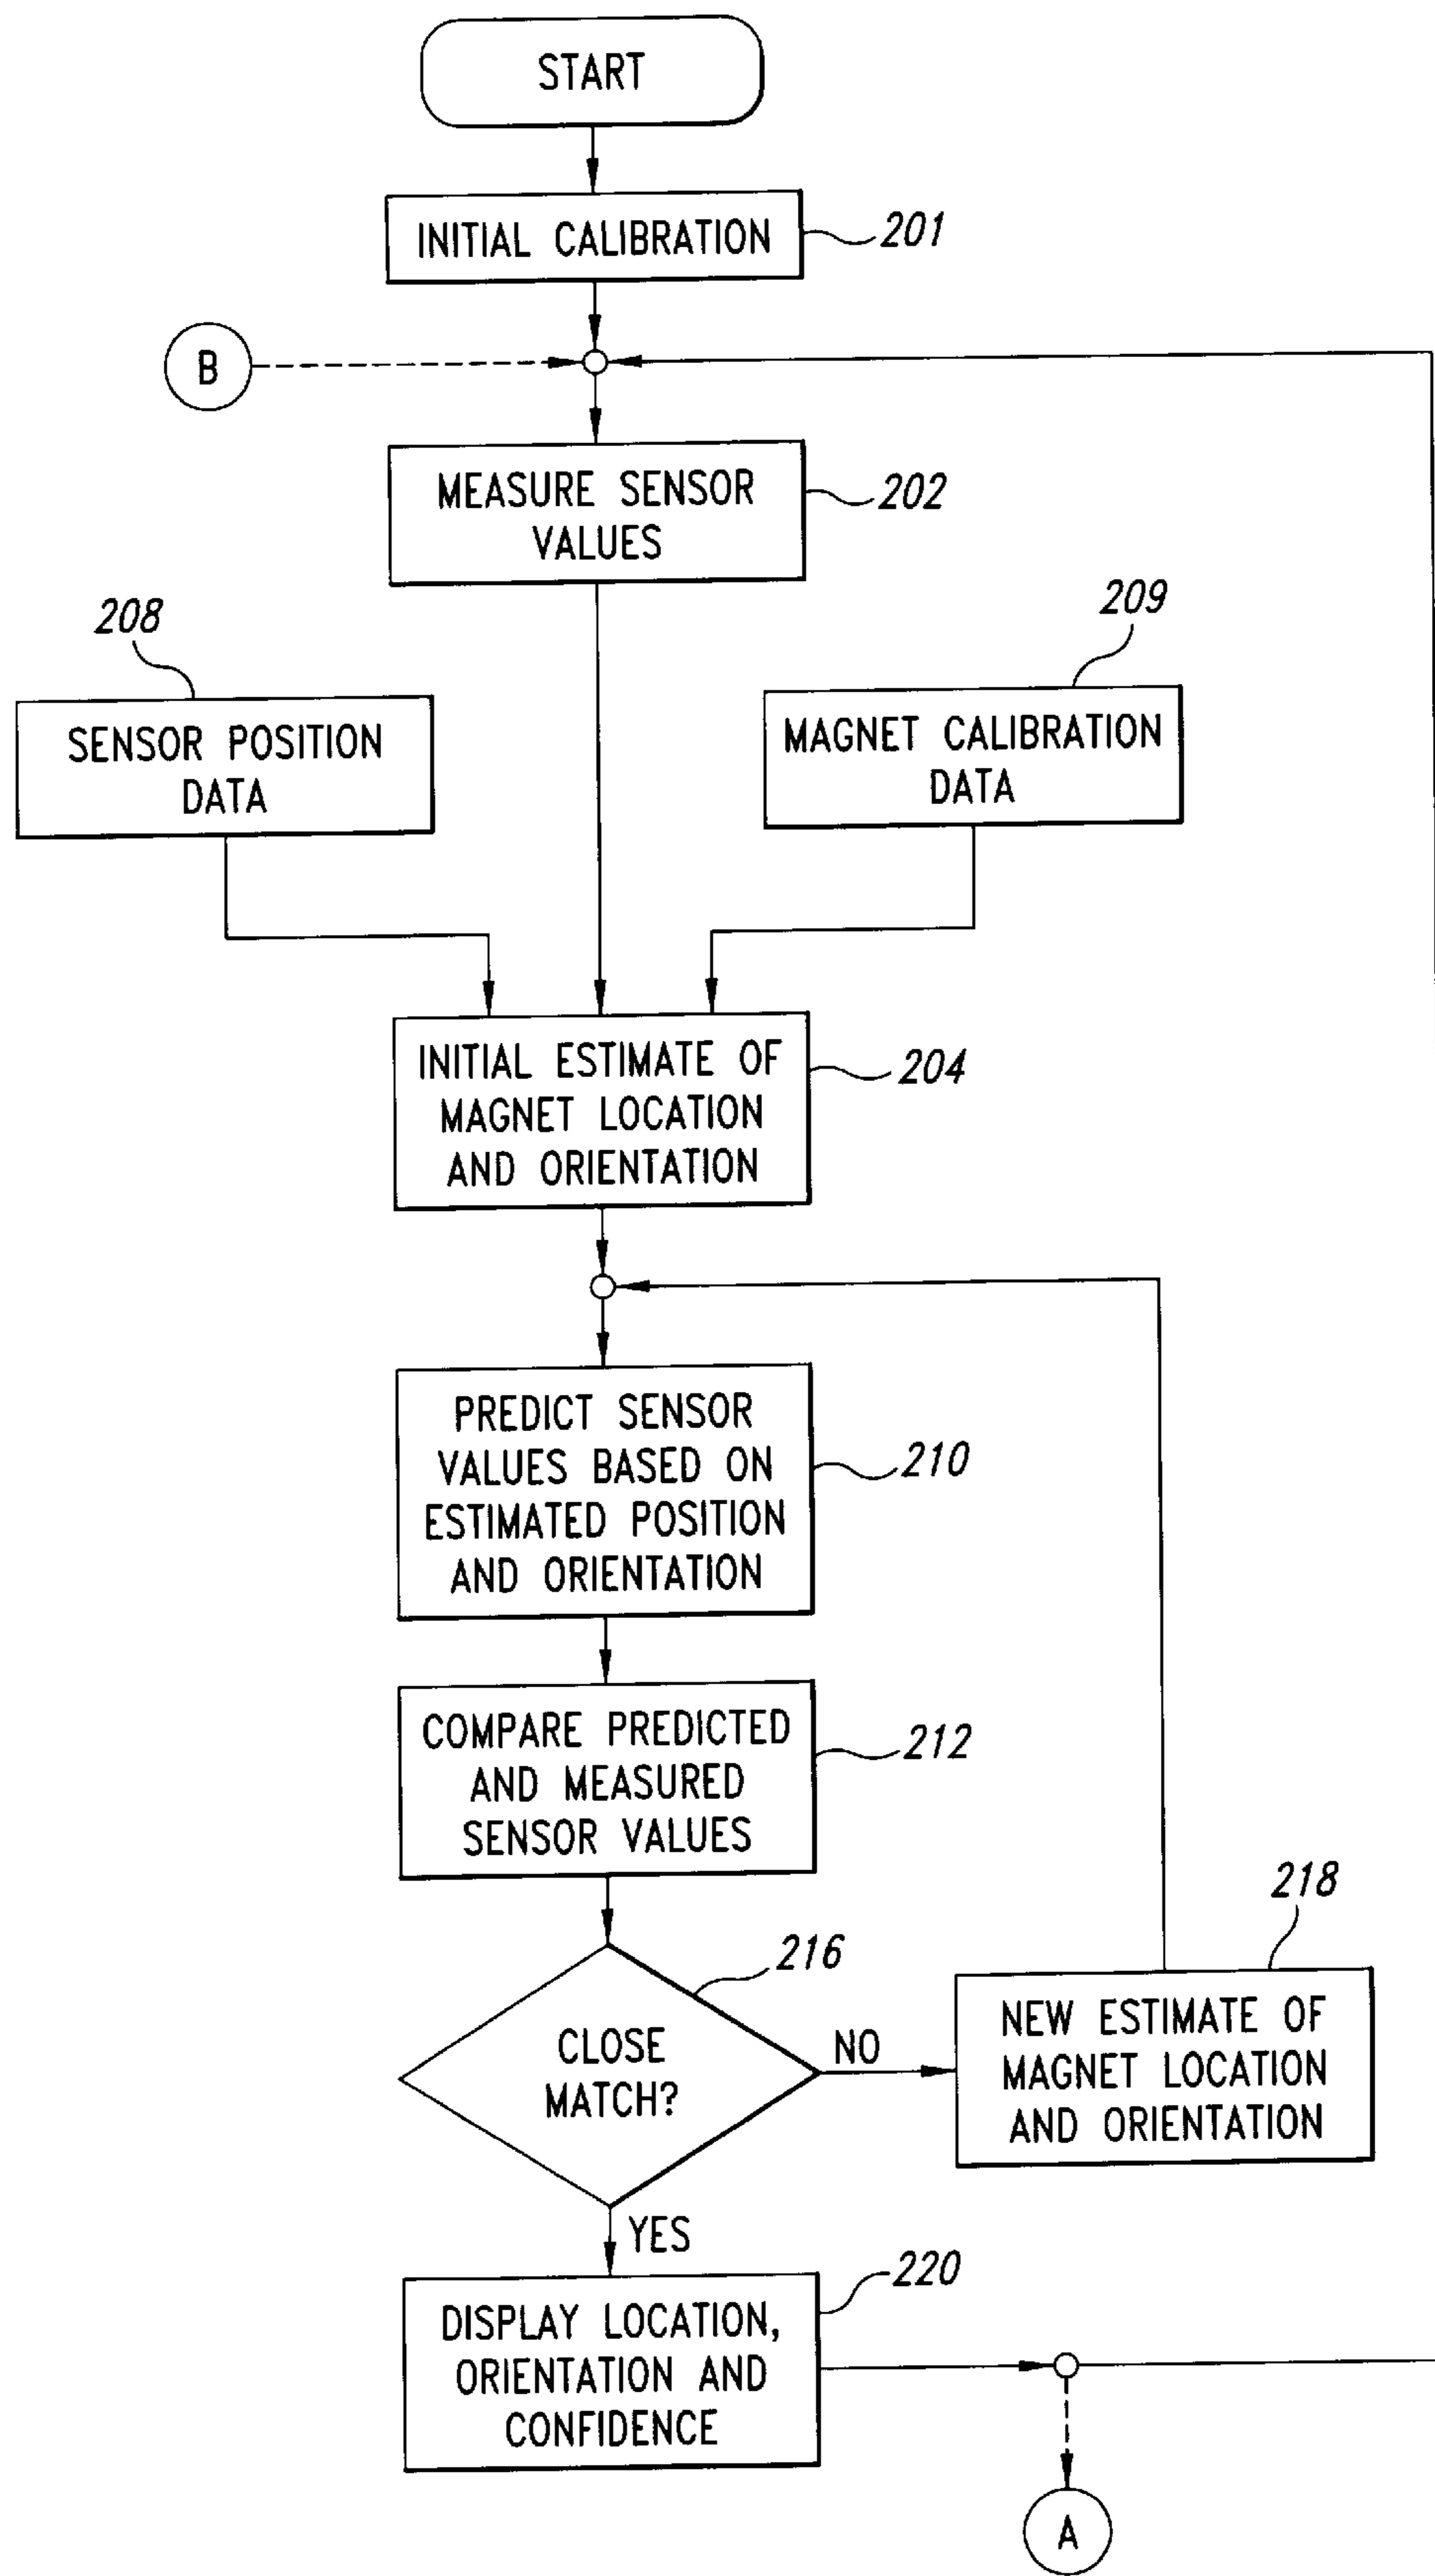 START
INITIAL CALIBRATION
201
B
MEASURE SENSOR
VALUES
202
208
SENSOR POSITION
DATA
209
MAGNET CALIBRATION
DATA
INITIAL ESTIMATE OF
MAGNET LOCATION
AND ORIENTATION
204
PREDICT SENSOR
VALUES BASED ON
ESTIMATED POSITION
AND ORIENTATION
210
COMPARE PREDICTED
AND MEASURED
SENSOR VALUES
212
216
CLOSE
MATCH?
NO
218
NEW ESTIMATE OF
MAGNET LOCATION
AND ORIENTATION
YES
220
DISPLAY LOCATION,
ORIENTATION AND
CONFIDENCE
A